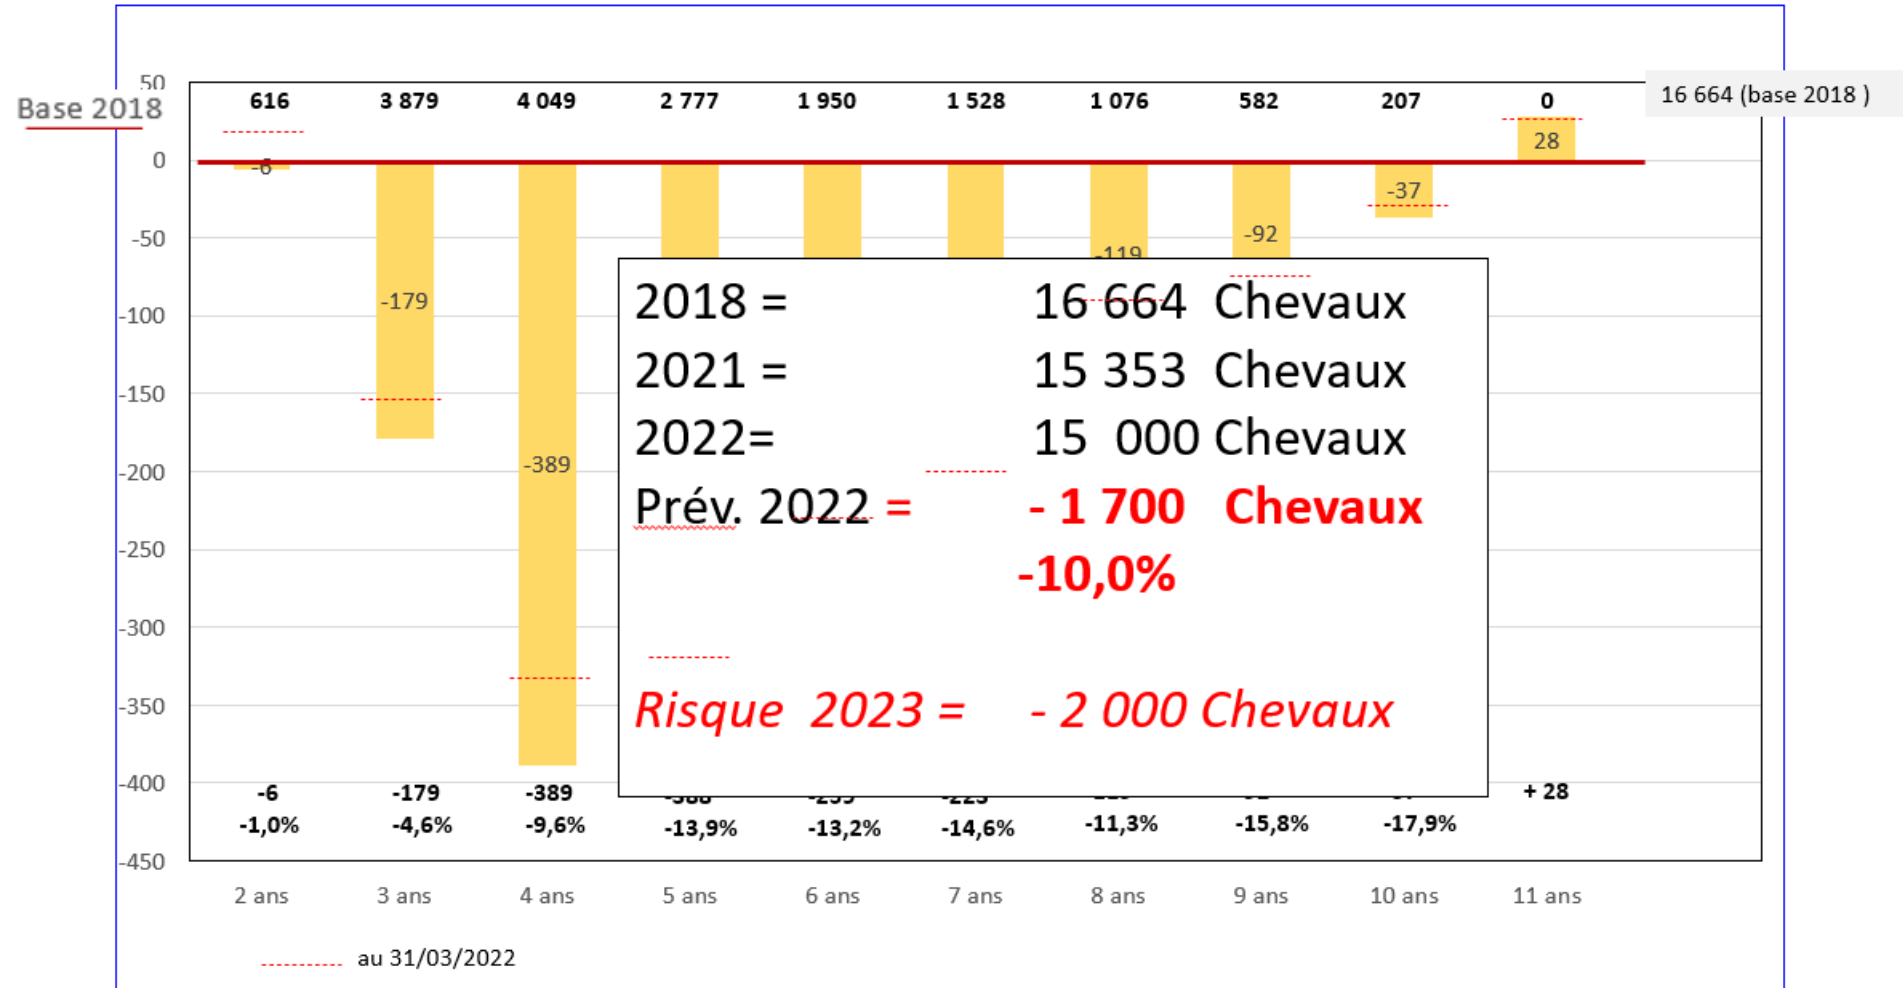 50
Base 2018
616 3 879 4 049 2 777 1 950 1 528 1 076 582 207 0
16 664 (base 2018 )
28
0
-6
-37
-50
-92
-119
-100
-179
-150
-200
-389
-250
-300
-350
-400
-450
2018 = 16 664 Chevaux
2021 = 15 353 Chevaux
2022= 15 000 Chevaux
Prév. 2022 = - 1 700 Chevaux
-10,0%
Risque 2023 = - 2 000 Chevaux
-6 -179 -389 + 28
-1,0% -4,6% -9,6% -13,9% -13,2% -14,6% -11,3% -15,8% -17,9%
2 ans 3 ans 4 ans 5 ans 6 ans 7 ans 8 ans 9 ans 10 ans 11 ans
au 31/03/2022